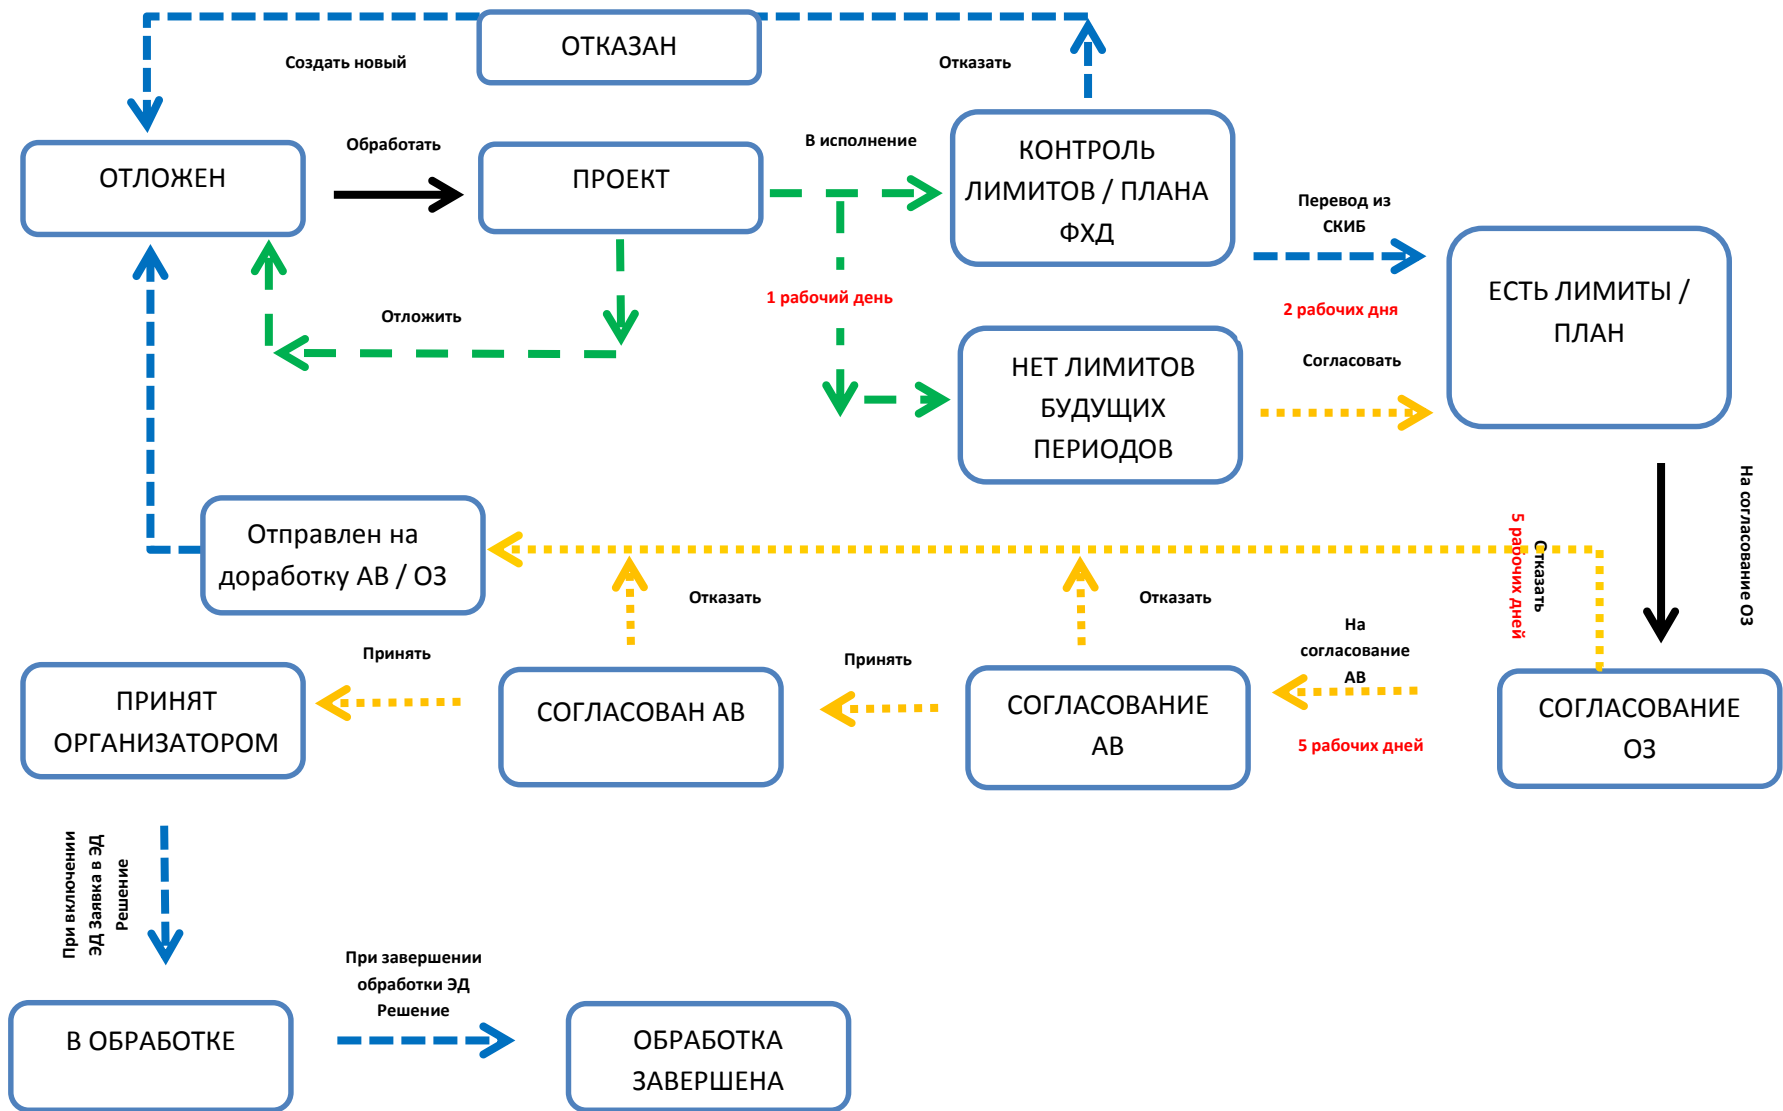 ОТКАЗАН
Создать новый
Отказать
Обработать
В исполнение
ОТЛОЖЕН
ПРОЕКТ
КОНТРОЛЬ
ЛИМИТОВ / ПЛАНА
ФХД
Перевод из
СКИБ
1 рабочий день
2 рабочих дня
ЕСТЬ ЛИМИТЫ /
ПЛАН
Отложить
Согласовать
НЕТ ЛИМИТОВ
БУДУЩИХ
ПЕРИОДОВ
На согласование ОЗ
5 рабочих дней
Отказать
Отправлен на
доработку АВ / ОЗ
Отказать
Отказать
На
согласование
АВ
Принять
Принять
5 рабочих дней
ПРИНЯТ
ОРГАНИЗАТОРОМ
СОГЛАСОВАН АВ
СОГЛАСОВАНИЕ
АВ
СОГЛАСОВАНИЕ
ОЗ
При включении
ЭД Заявка в ЭД
Решение
При завершении
обработки ЭД
Решение
В ОБРАБОТКЕ
ОБРАБОТКА
ЗАВЕРШЕНА